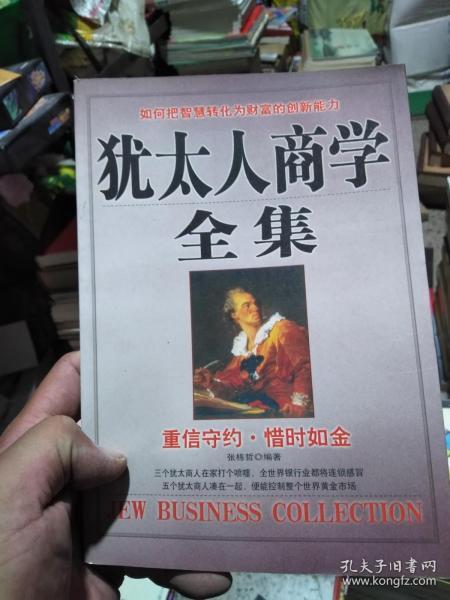 如何把智慧转化为财富的创新能力
犹太人商学
全集
重信守约·惜时如金
张栋哲◎编著
三个犹太商人在家打个喷嚏，全世界银行业都将连锁感冒
五个犹太商人凑在一起，便能控制整个世界黄金市场
JEW BUSINESS COLLECTION
孔夫子旧书网
www.kongfz.com